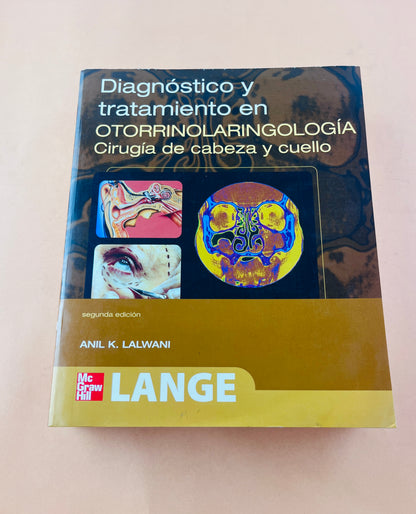 Diagnóstico y
tratamiento en
OTORRINOLARINGOLOGÍA
Cirugía de cabeza y cuello
segunda edición
ANIL K. LALWANI
Mc
Graw
Hill
LANGE